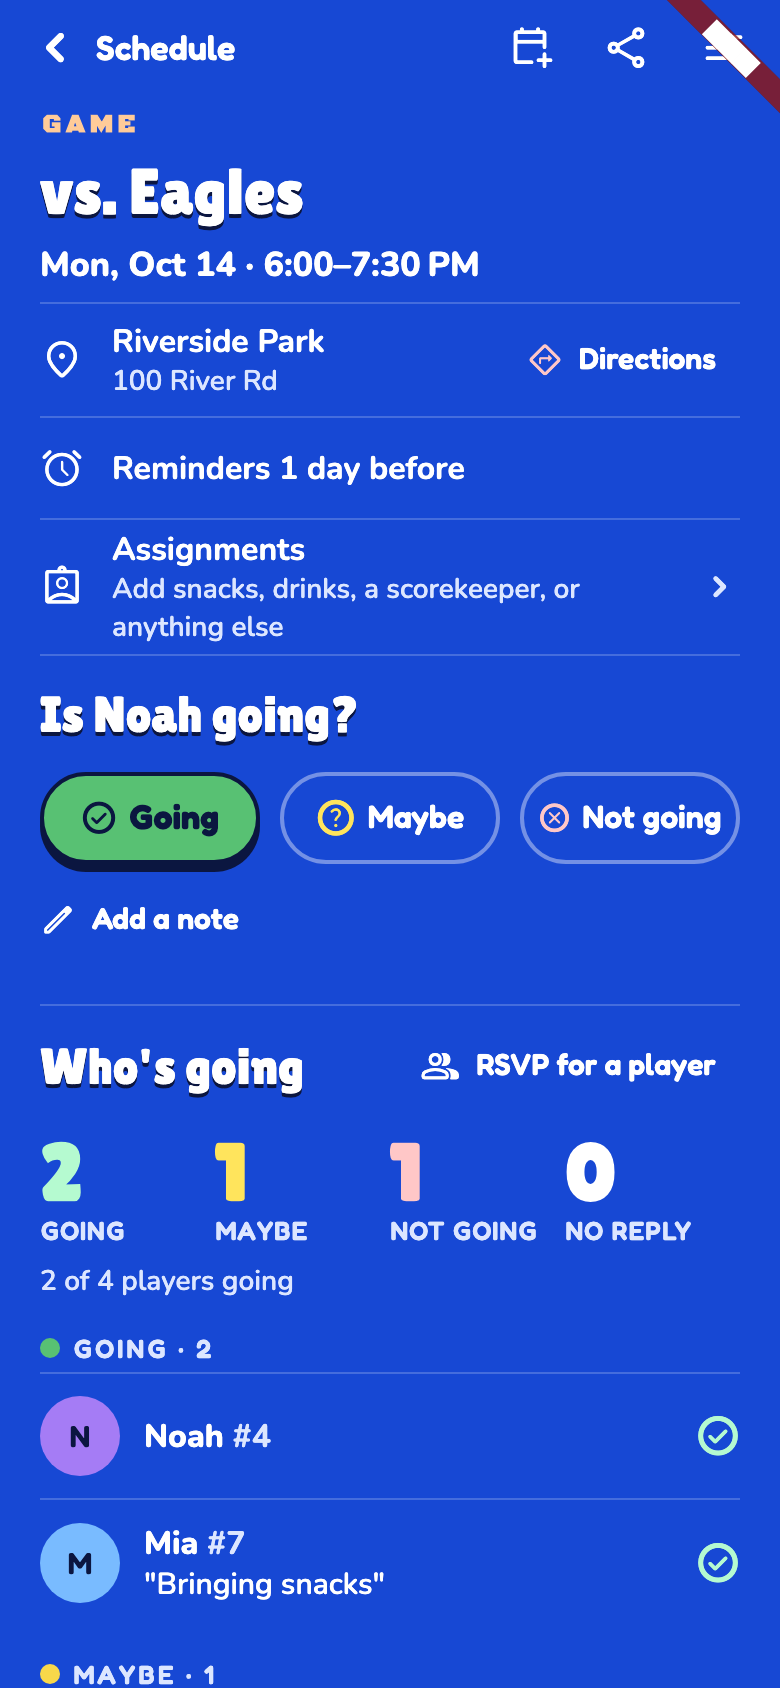 Schedule
GAME
vs. Eagles
Mon, Oct 14 · 6:00–7:30 PM
Riverside Park
100 River Rd
Directions
Reminders 1 day before
Assignments
Add snacks, drinks, a scorekeeper, or
anything else
Is Noah going?
Going
Maybe
Not going
Add a note
Who's going
RSVP for a player
2
1
1
0
GOING
MAYBE
NOT GOING
NO REPLY
2 of 4 players going
GOING · 2
N
Noah #4
M
Mia #7
"Bringing snacks"
MAYBE · 1